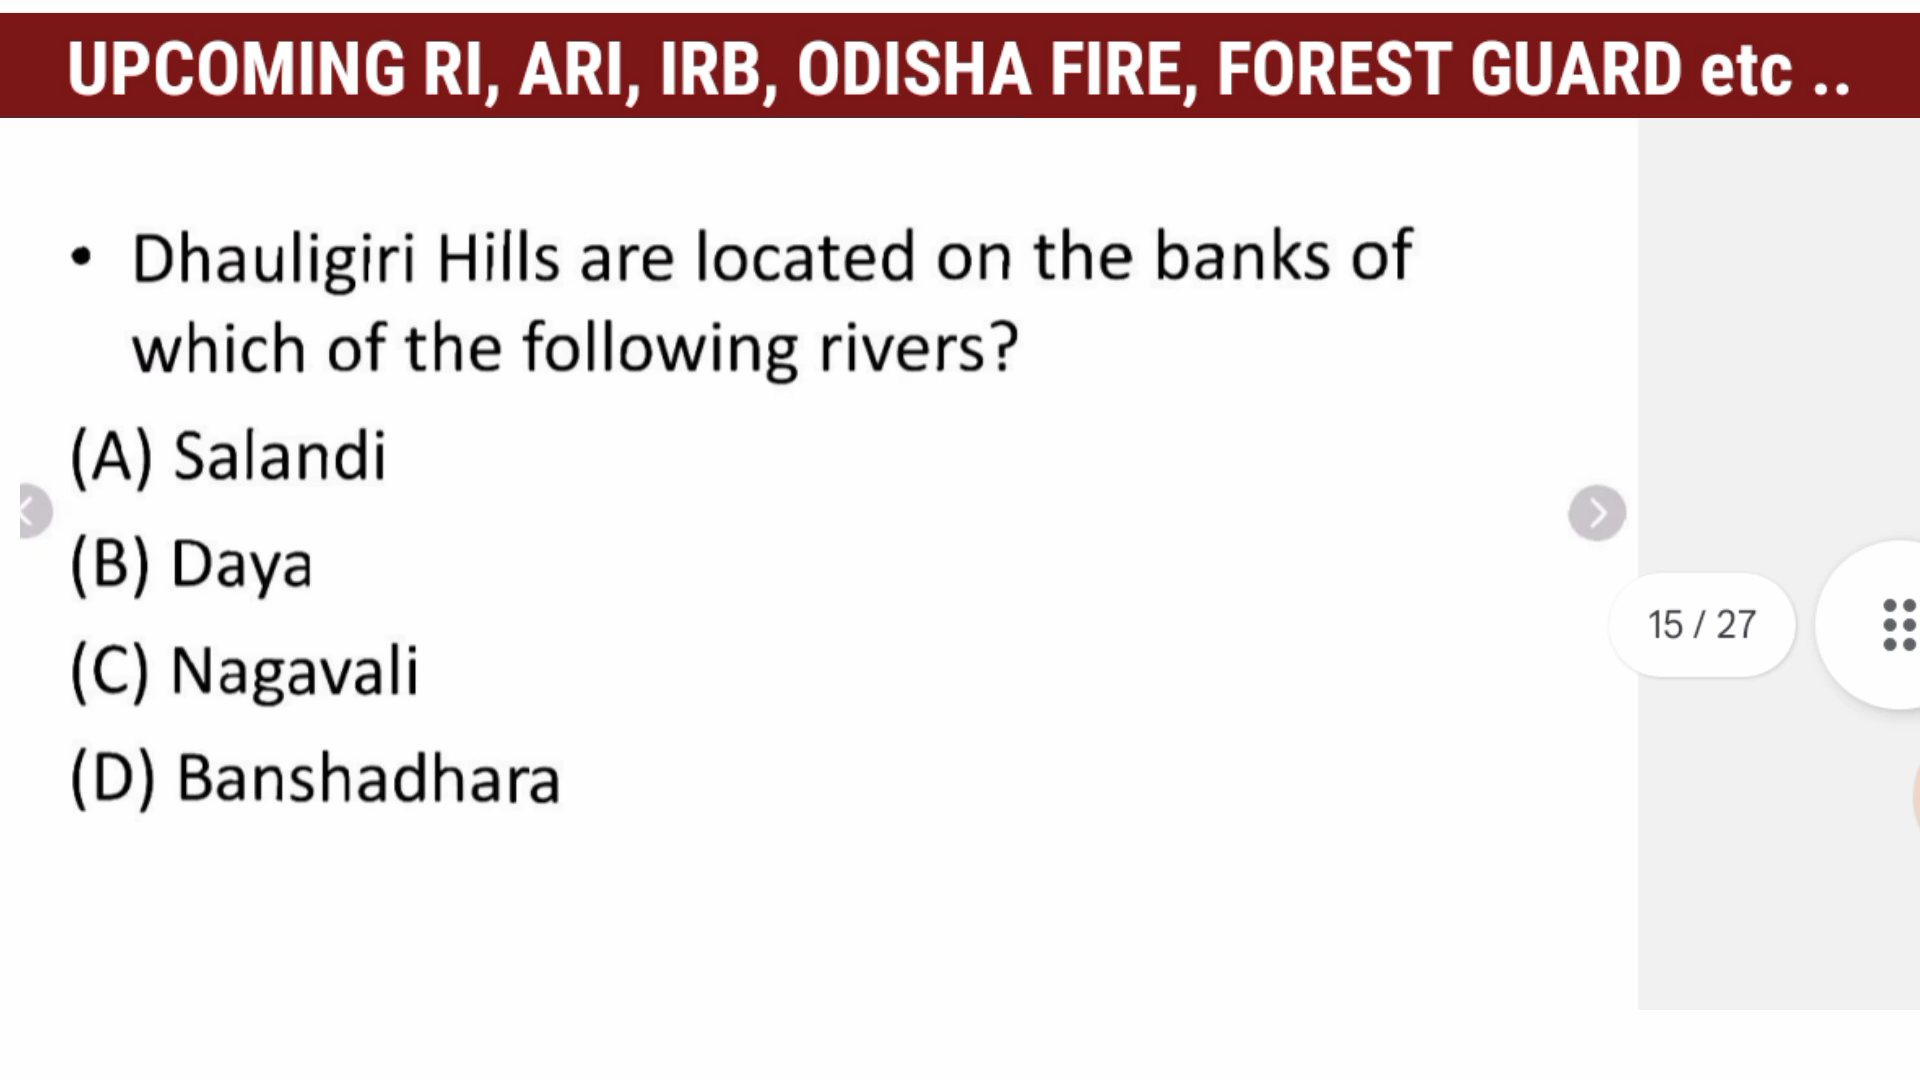 UPCOMING RI, ARI, IRB, ODISHA FIRE, FOREST GUARD etc ..
• Dhauligiri Hills are located on the banks of
which of the following rivers?
(A) Salandi
(B) Daya
(C) Nagavali
(D) Banshadhara
15 / 27